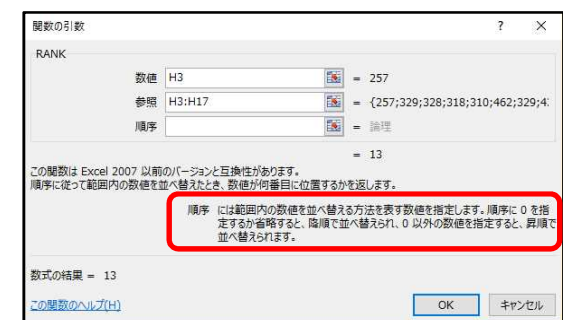 関数の引数 ? ×
RANK
数値 H3 = 257
参照 H3:H17 = {257;329;328;318;310;462;329;4:
順序 = 論理
= 13
この関数は Excel 2007 以前のバージョンと互換性があります。
順序に従って範囲内の数値を並べ替えたとき、数値が何番目に位置するかを返します。
順序 には範囲内の数値を並べ替える方法を表す数値を指定します。順序に 0 を指
定するか省略すると、降順で並べ替えられ、0 以外の数値を指定すると、昇順で
並べ替えられます。
数式の結果 = 13
この関数のヘルプ(H) OK キャンセル